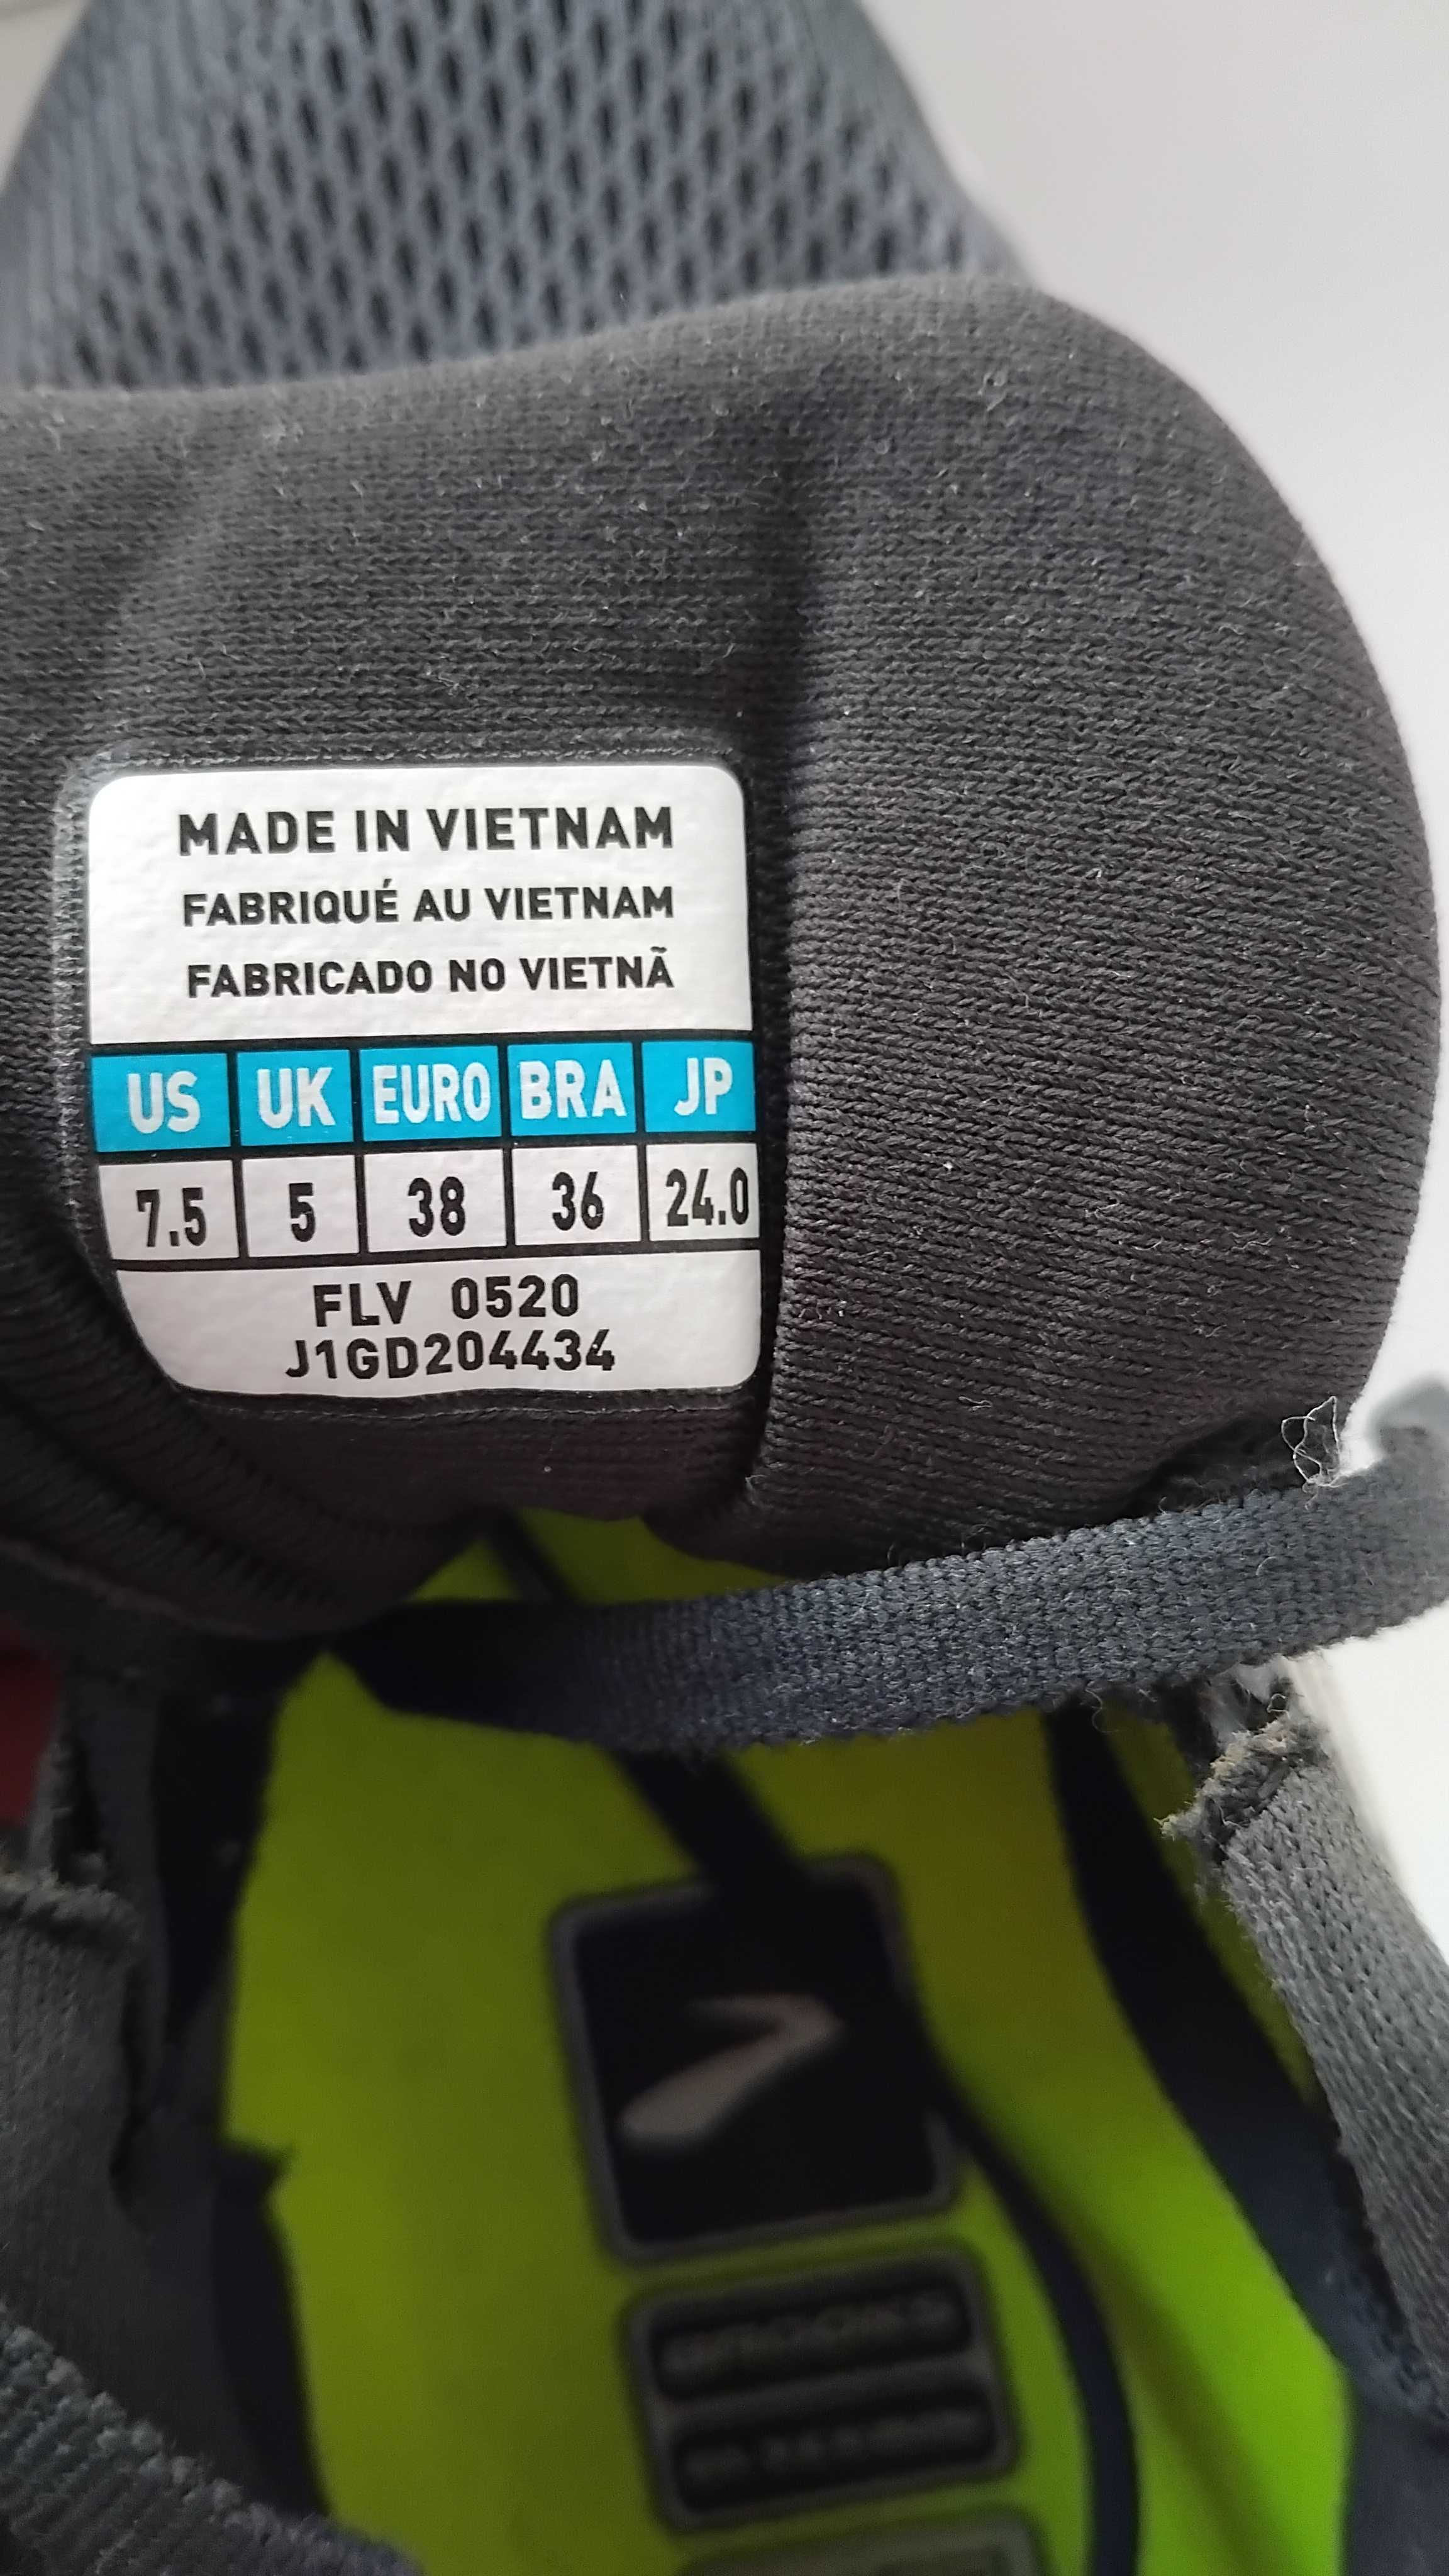 MADE IN VIETNAM
FABRIQUÉ AU VIETNAM
FABRICADO NO VIETNÃ
US UK EURO BRA JP
7.5 5 38 36 24.0
FLV 0520
J1GD204434
BROOKS